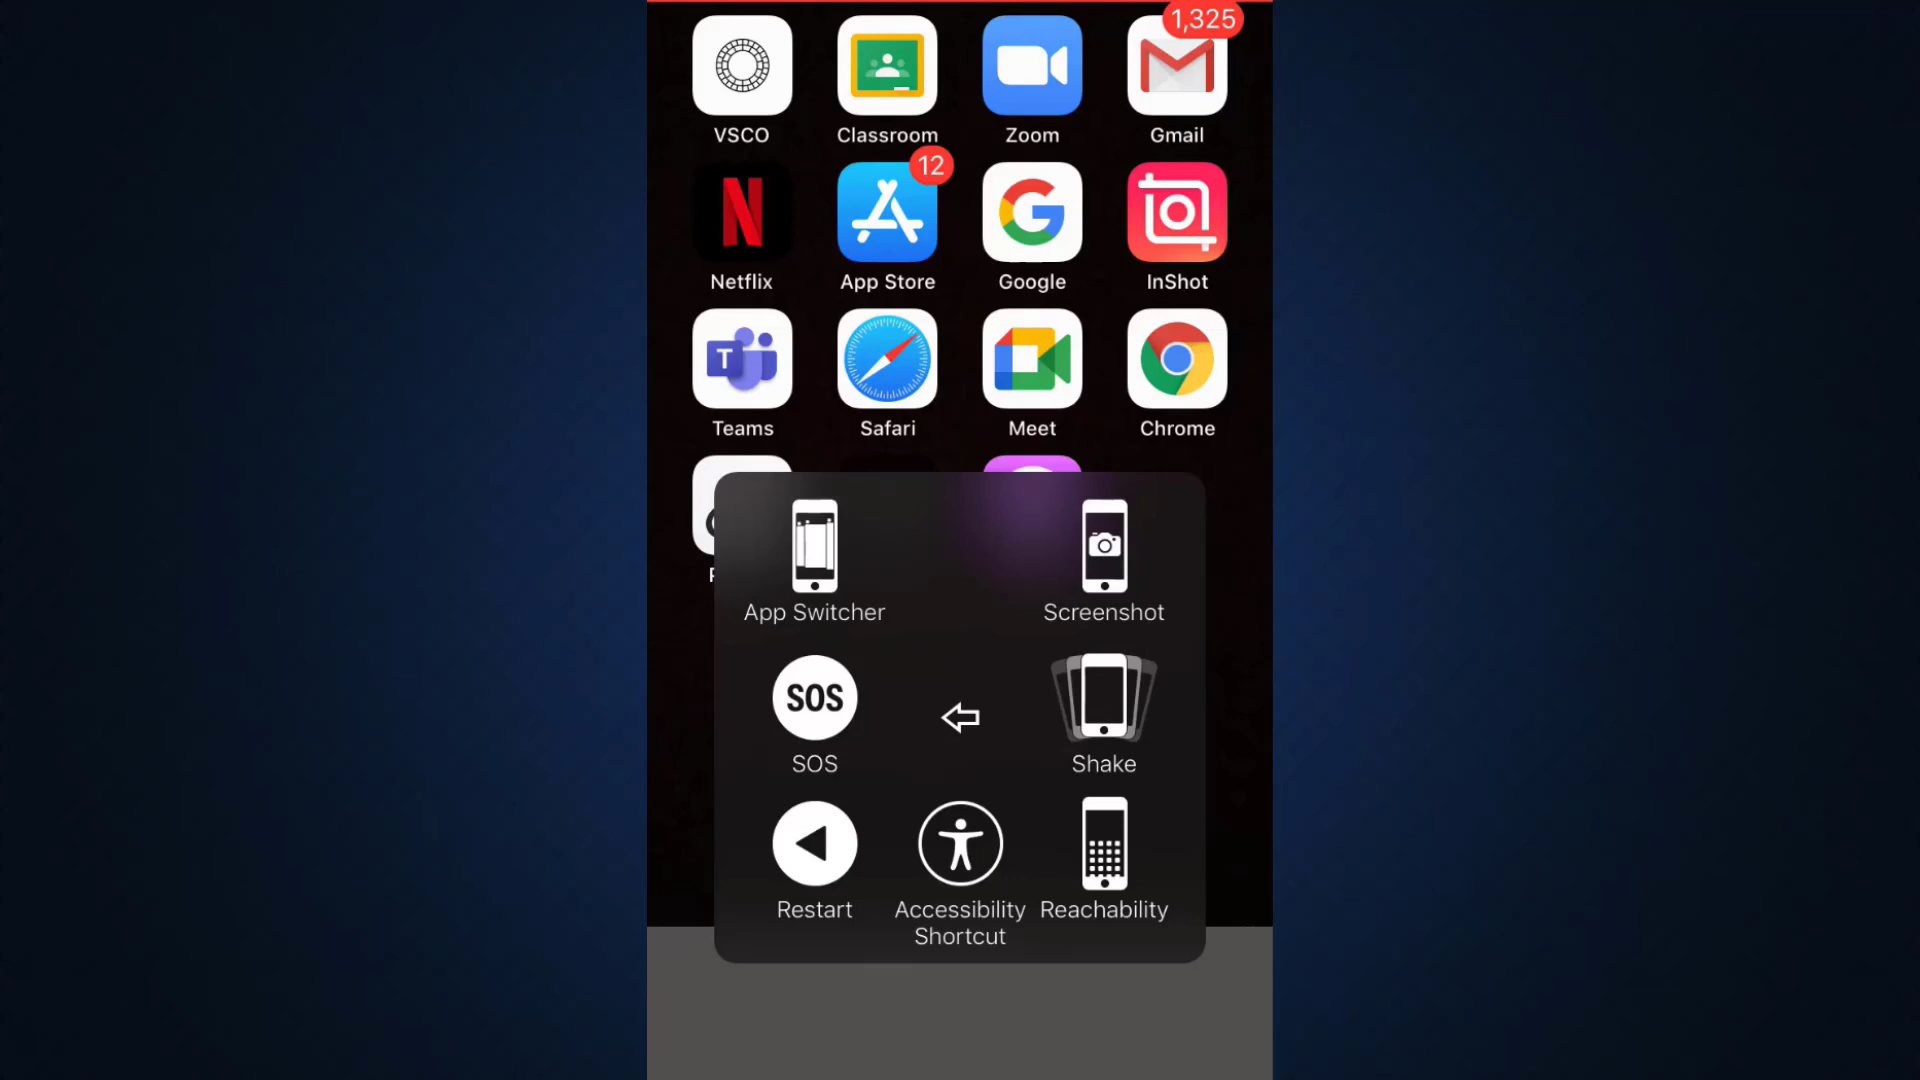 1,325
VSCO
Classroom
Zoom
Gmail
12
Netflix
App Store
Google
InShot
T
Teams
Safari
Meet
Chrome
App Switcher
Screenshot
SOS
SOS
Shake
Restart
Accessibility
Shortcut
Reachability